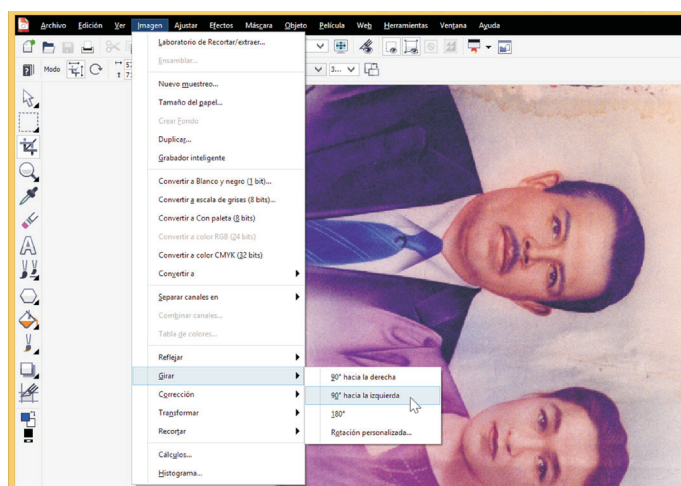 Archivo Edición Ver Imagen Ajustar Efectos Máscara Objeto Película Web Herramientas Ventana Ayuda
Modo
3...
Laboratorio de Recortar/extraer...
Ensamblar...
Nuevo muestreo...
Tamaño del papel...
Crear Fondo
Duplicar...
Grabador inteligente
Convertir a Blanco y negro (1 bit)...
Convertir a escala de grises (8 bits)...
Convertir a Con paleta (8 bits)
Convertir a color RGB (24 bits)
Convertir a color CMYK (32 bits)
Convertir a
Separar canales en
Combinar canales...
Tabla de colores...
Reflejar
Girar
Corrección
Transformar
Recortar
Cálculos...
Histograma...
90° hacia la derecha
90° hacia la izquierda
180°
Rotación personalizada...